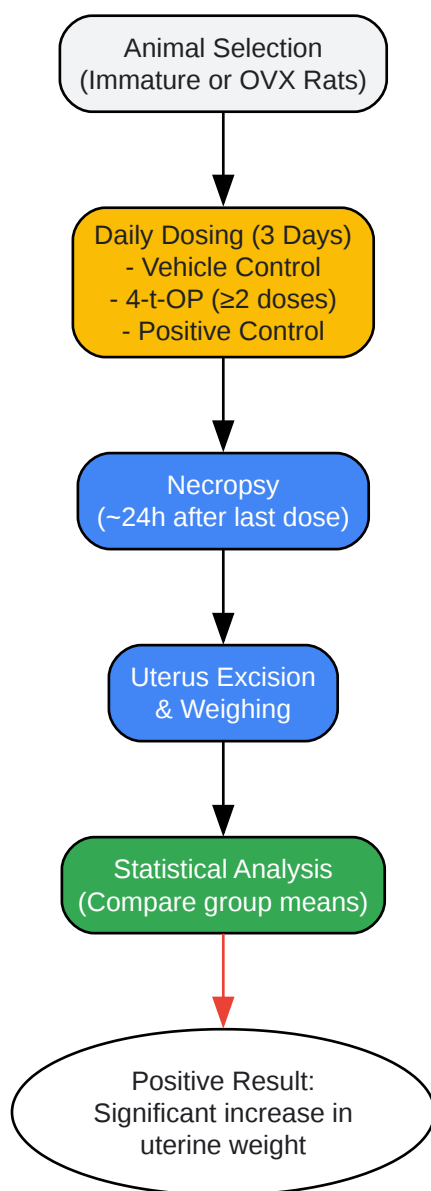 Animal Selection
(Immature or OVX Rats)
Daily Dosing (3 Days)
- Vehicle Control
- 4-t-OP (≥2 doses)
- Positive Control
Necropsy
(~24h after last dose)
Uterus Excision
& Weighing
Statistical Analysis
(Compare group means)
Positive Result:
Significant increase in
uterine weight